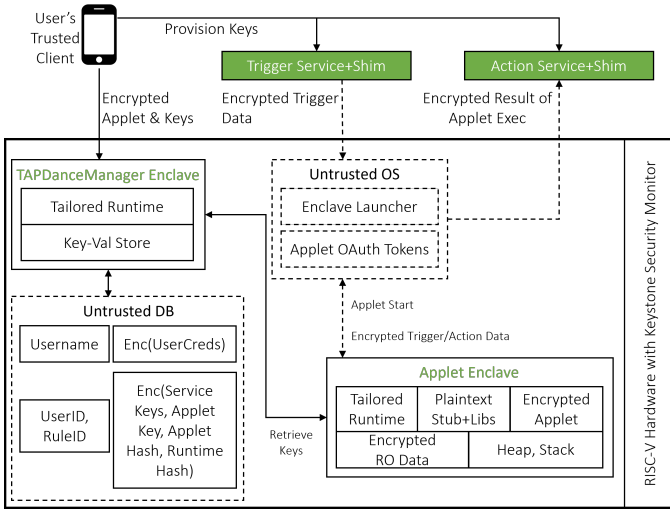 User's
Trusted
Client
Provision Keys
Trigger Service+Shim
Action Service+Shim
Encrypted
Applet & Keys
Encrypted Trigger
Data
Encrypted Result of
Applet Exec
TAPDanceManager Enclave
Tailored Runtime
Key-Val Store
Untrusted OS
Enclave Launcher
Applet OAuth Tokens
Untrusted DB
Username
Enc(UserCreds)
UserID,
RuleID
Enc(Service
Keys, Applet
Key, Applet
Hash, Runtime
Hash)
Applet Start
Encrypted Trigger/Action Data
Retrieve
Keys
Applet Enclave
Tailored
Runtime
Plaintext
Stub+Libs
Encrypted
Applet
Encrypted
RO Data
Heap, Stack
RISC-V Hardware with Keystone Security Monitor